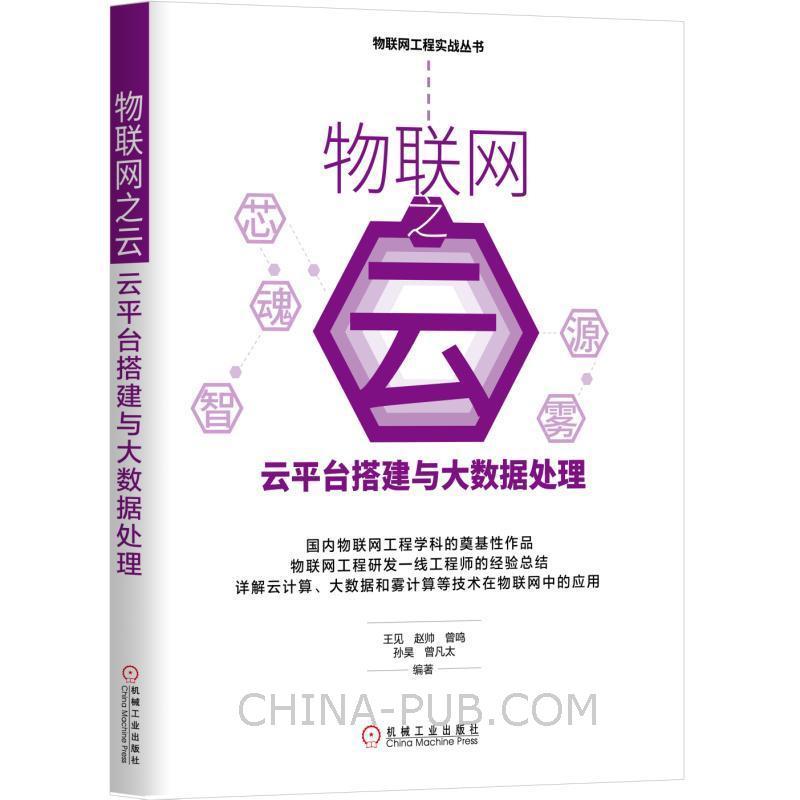 物联网工程实战丛书
物联网
之
云
芯
魂
智
源
雾
云平台搭建与大数据处理
国内物联网工程学科的奠基性作品
物联网工程研发一线工程师的经验总结
详解云计算、大数据和雾计算等技术在物联网中的应用
王见 赵帅 曾鸣
孙昊 曾凡太
编著
CHINA-PUB.COM
机械工业出版社
China Machine Press
物联网之云
云平台搭建与大数据处理
机械工业出版社
China Machine Press